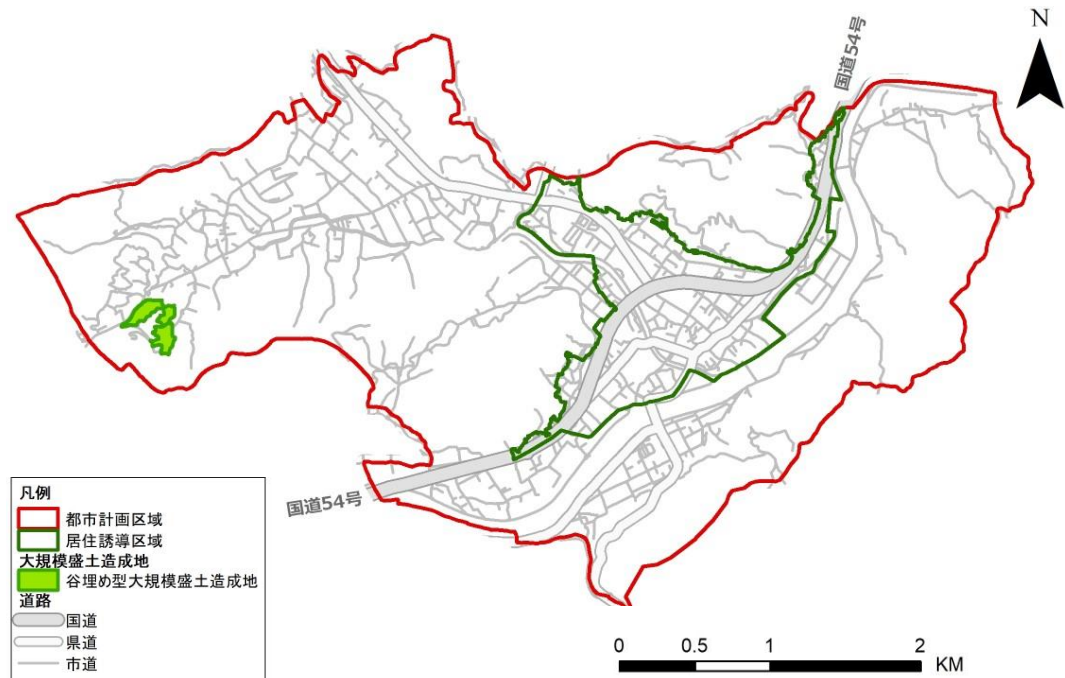 国道54号
N
国道54号
凡例
都市計画区域
居住誘導区域
大規模盛土造成地
谷埋め型大規模盛土造成地
道路
国道
県道
市道
0 0.5 1 2
KM